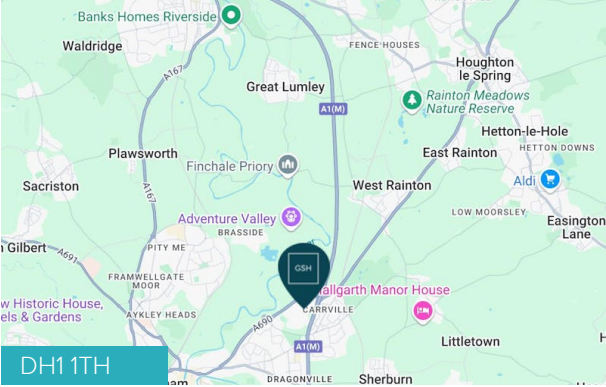 Banks Homes Riverside
Waldridge
A167
FENCE HOUSES
Houghton
le Spring
Great Lumley
A1(M)
Rainton Meadows
Nature Reserve
Hetton-le-Hole
HETTON DOWNS
Plawsworth
East Rainton
Finchale Priory
Aldi
A167
Sacriston
West Rainton
LOW MOORSLEY
Adventure Valley
BRASSIDE
Easington
Lane
n Gilbert
A691
PITY ME
GSH
FRAMWELLGATE
MOOR
Hallgarth Manor House
w Historic House,
els & Gardens
AYKLEY HEADS
A690
CARRVILLE
Littletown
A1(M)
DH1 1TH
am
DRAGONVILLE
Sherburn